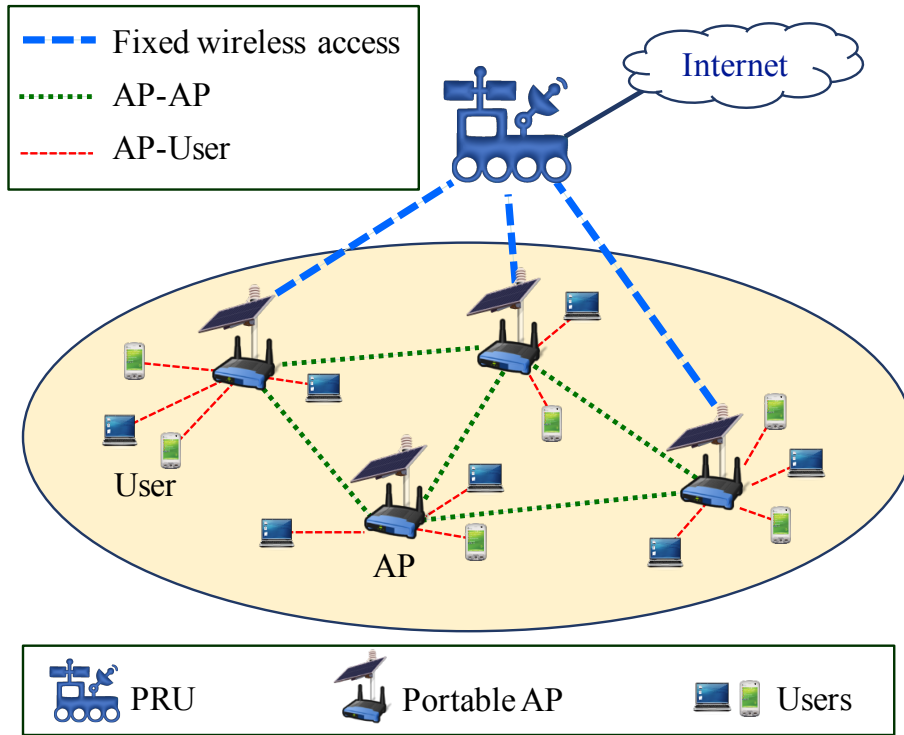 Fixed wireless access
AP-AP
AP-User
Internet
User
AP
PRU
Portable AP
Users